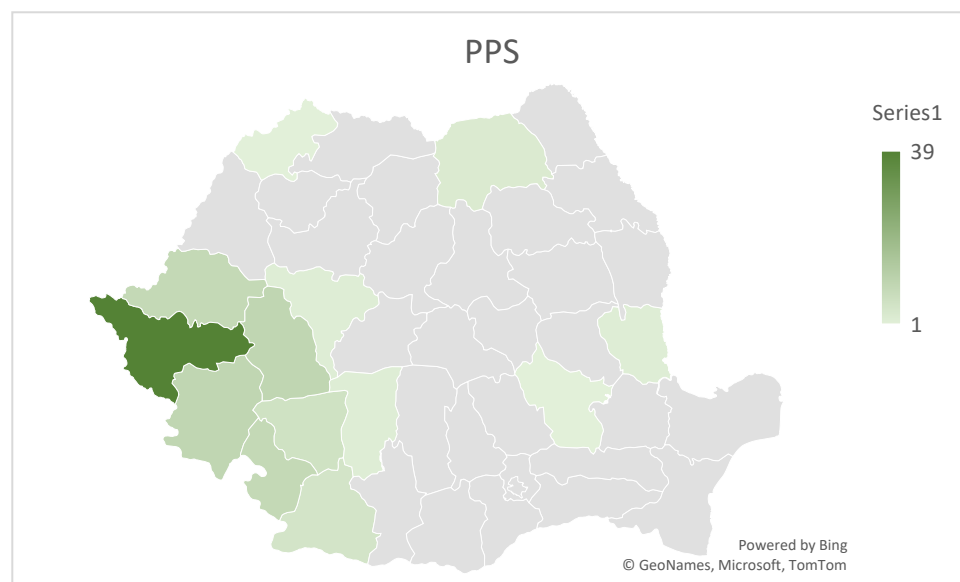 PPS
Series1
39
1
Powered by Bing
© GeoNames, Microsoft, TomTom